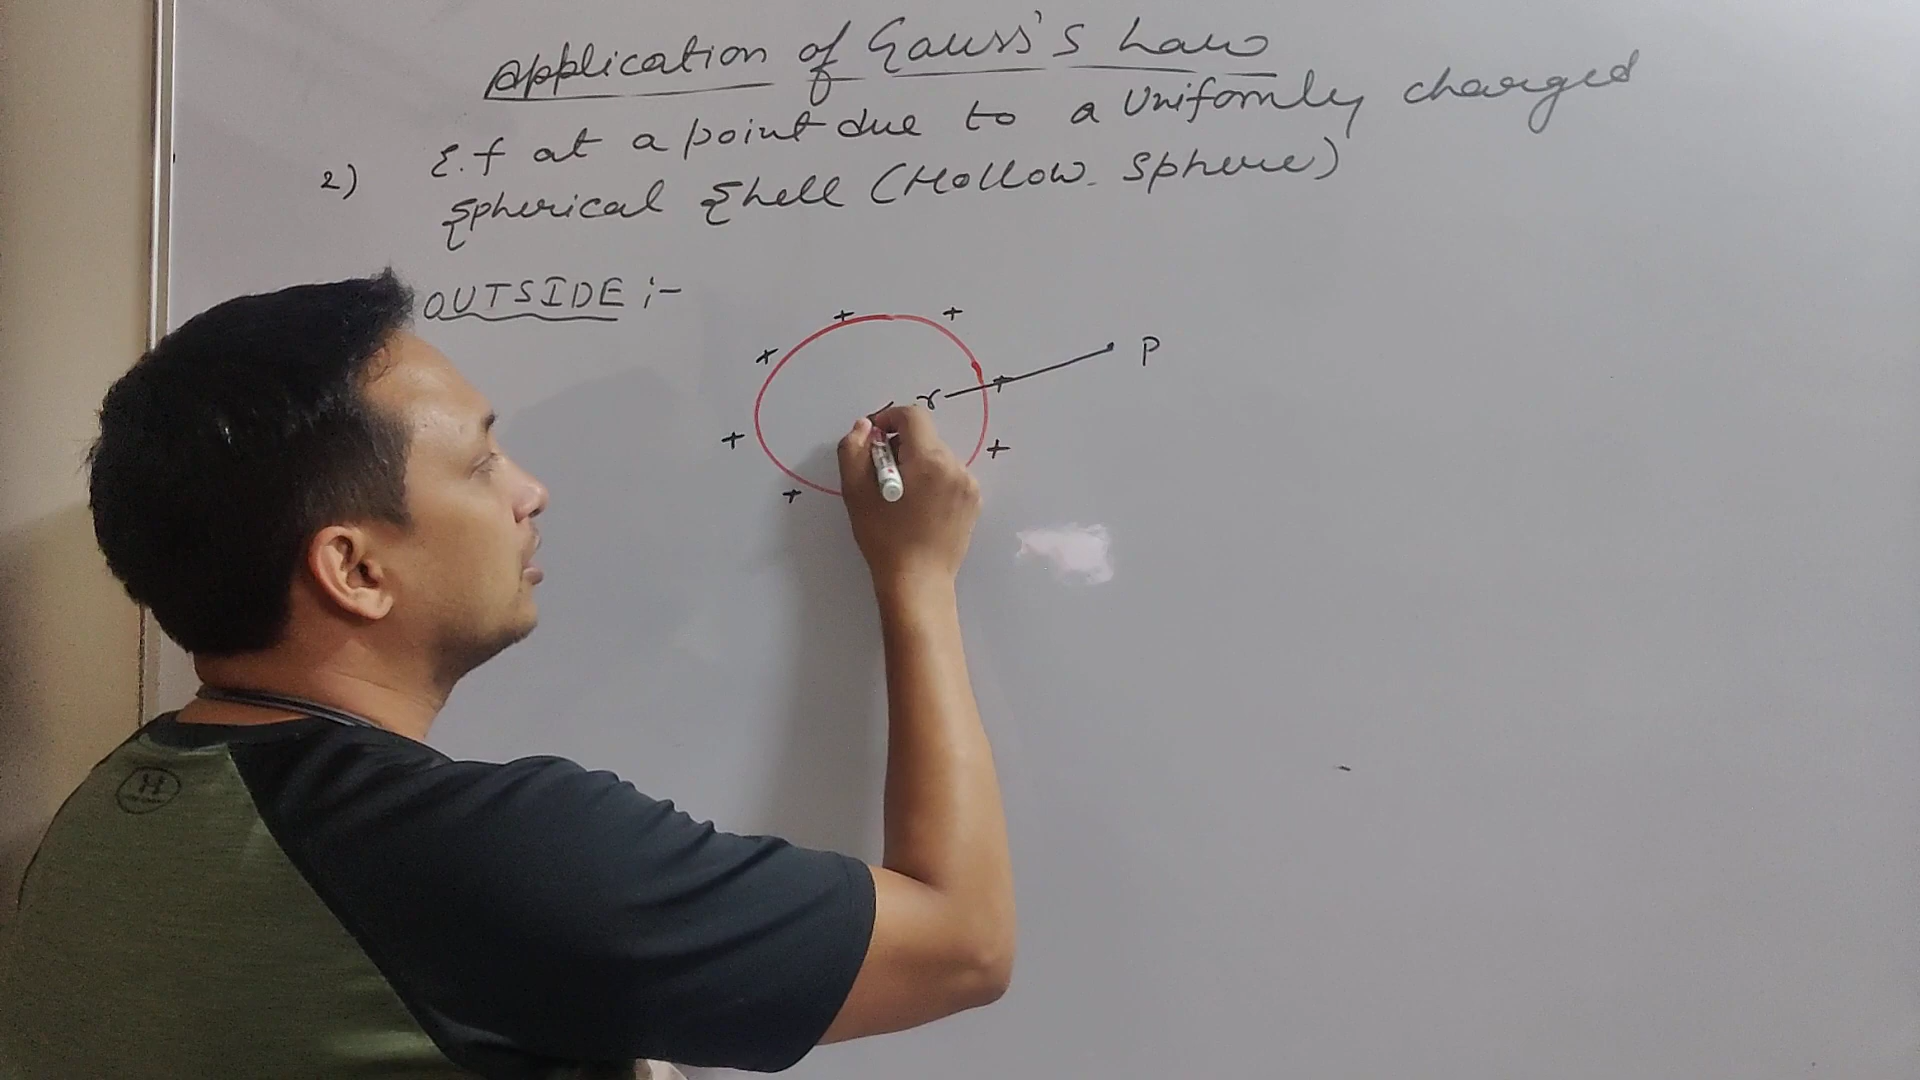 Application of Gauss's Law
2) E.f at a point due to a Uniformly charged
Spherical Shell (Hollow Sphere)
OUTSIDE :-
+ +
+
P
+
r
+
+
+